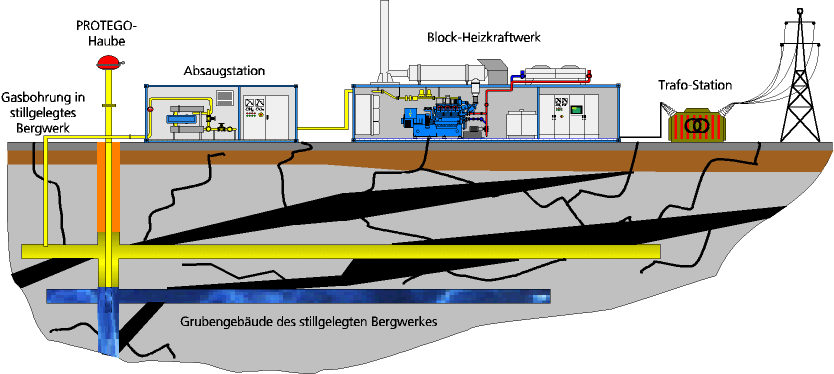 PROTEGO-
Haube
Absaugstation
Block-Heizkraftwerk
Trafo-Station
Gasbohrung in
stillgelegtes
Bergwerk
Grubengebäude des stillgelegten Bergwerkes